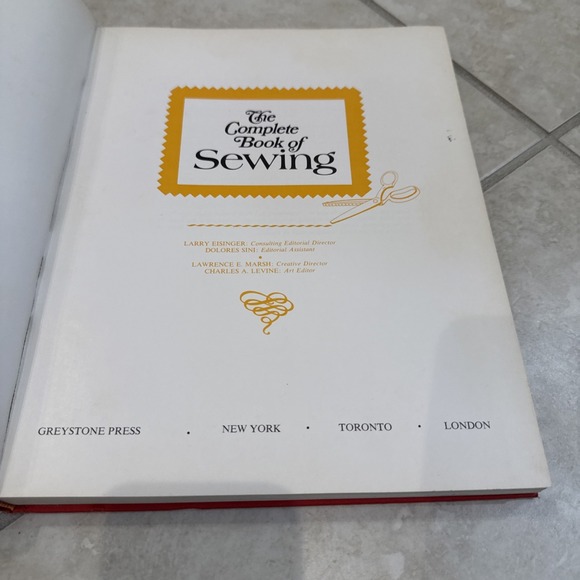 The
Complete
Book of
Sewing
LARRY EISINGER: Consulting Editorial Director
DOLORES SINI: Editorial Assistant
LAWRENCE E. MARSH: Creative Director
CHARLES A. LEVINE: Art Editor
GREYSTONE PRESS • NEW YORK • TORONTO • LONDON